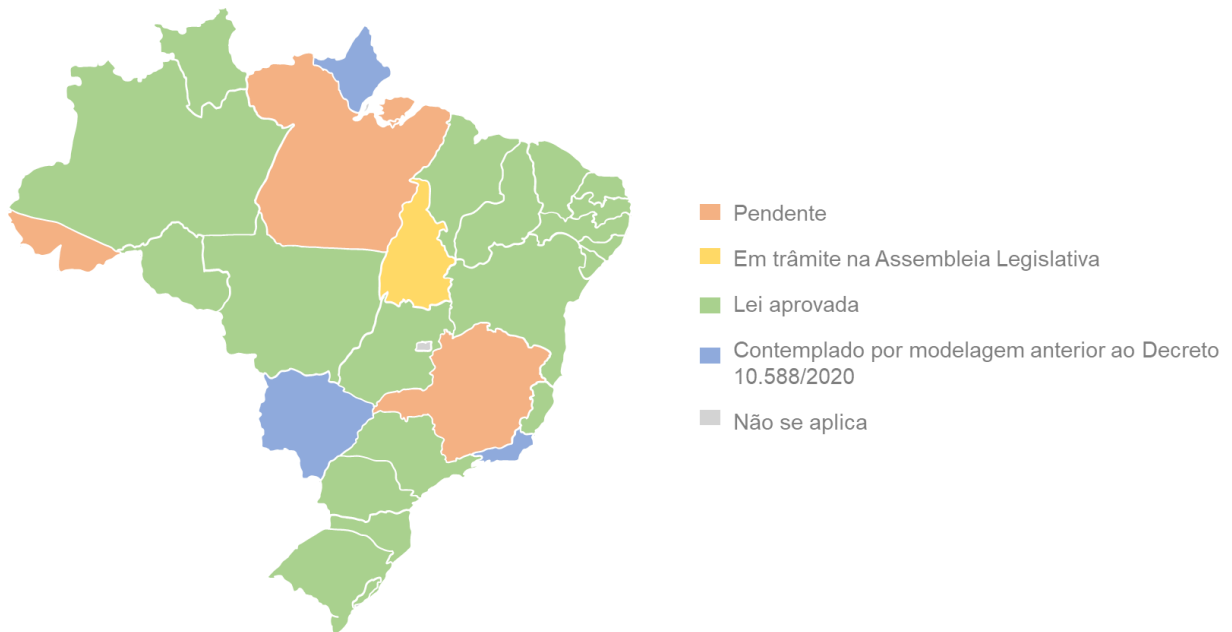 Pendente
Em trâmite na Assembleia Legislativa
Lei aprovada
Contemplado por modelagem anterior ao Decreto
10.588/2020
Não se aplica